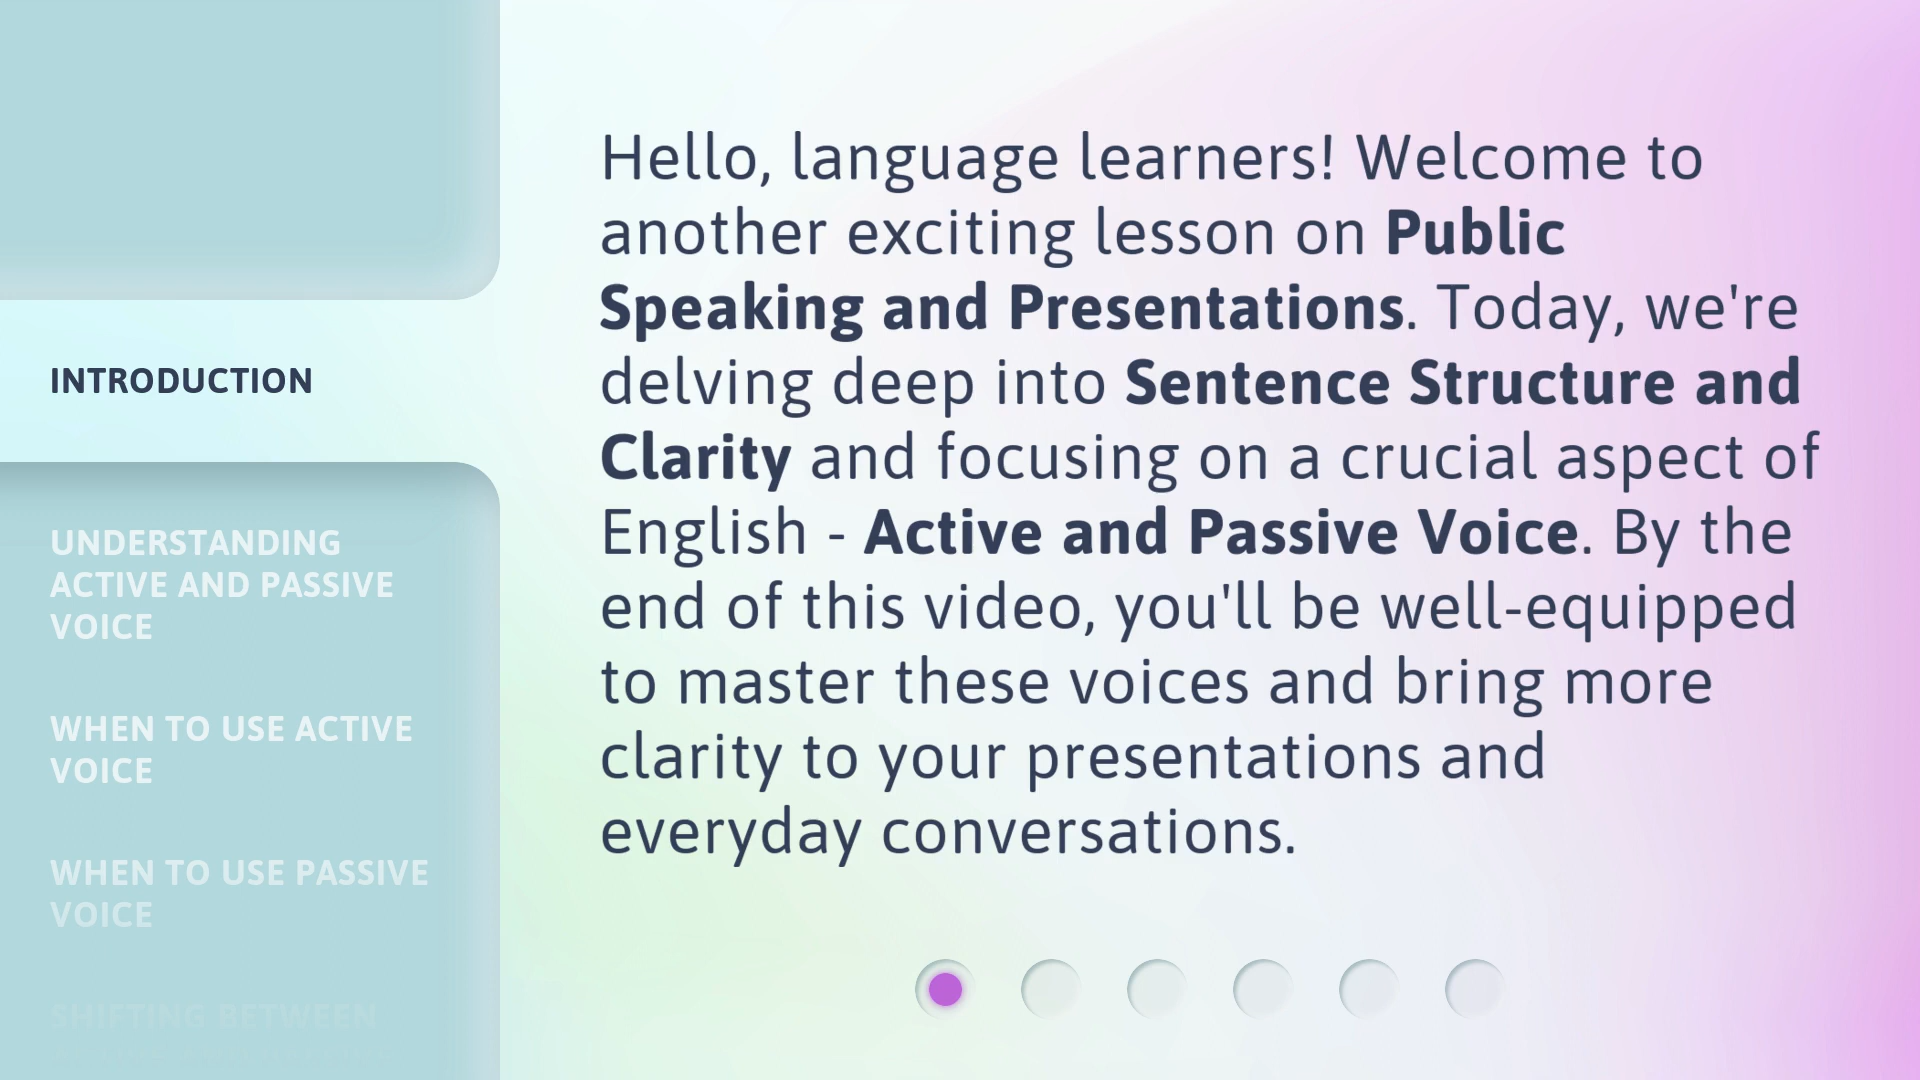 INTRODUCTION
UNDERSTANDING
ACTIVE AND PASSIVE
VOICE
WHEN TO USE ACTIVE
VOICE
WHEN TO USE PASSIVE
VOICE
SHIFTING BETWEEN
Hello, language learners! Welcome to
another exciting lesson on Public
Speaking and Presentations. Today, we're
delving deep into Sentence Structure and
Clarity and focusing on a crucial aspect of
English - Active and Passive Voice. By the
end of this video, you'll be well-equipped
to master these voices and bring more
clarity to your presentations and
everyday conversations.